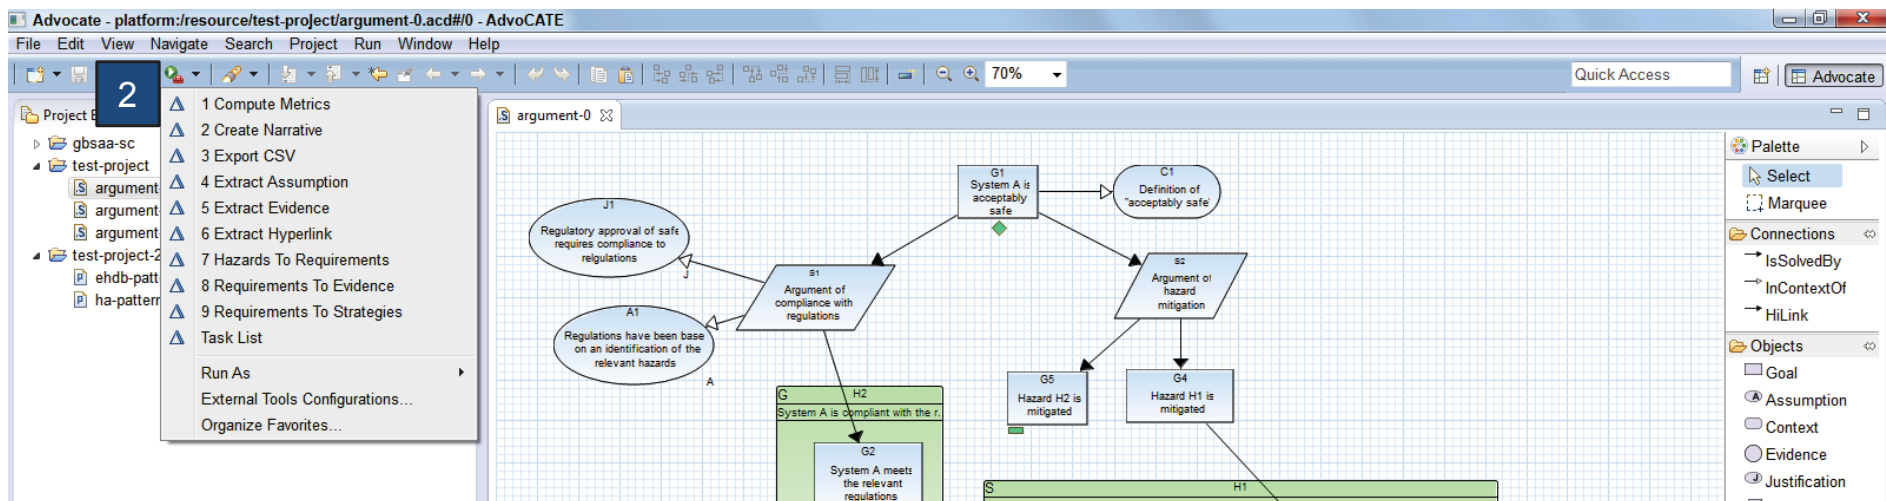 Advocate - platform:/resource/test-project/argument-0.acd#/0 - AdvoCATE
File Edit View Navigate Search Project Run Window Help
70%
Quick Access
Advocate
2
Project E
gbsaa-sc
test-project
argument-
argument-
argument-
test-project-2
ehdb-patt
ha-pattern
1 Compute Metrics
2 Create Narrative
3 Export CSV
4 Extract Assumption
5 Extract Evidence
6 Extract Hyperlink
7 Hazards To Requirements
8 Requirements To Evidence
9 Requirements To Strategies
Task List
Run As
External Tools Configurations...
Organize Favorites...
argument-0
G1
System A is
acceptably
safe
C1
Definition of
"acceptably safe'
J1
Regulatory approval of safe
requires compliance to
relgulations
J
S1
Argument of
compliance with
regulations
S2
Argument of
hazard
mitigation
A1
Regulations have been base
on an identification of the
relevant hazards
A
G5
Hazard H2 is
mitigated
G4
Hazard H1 is
mitigated
G H2
System A is compliant with the r.
G2
System A meets
the relevant
regulations
S H1
Palette
Select
Marquee
Connections
IsSolvedBy
InContextOf
HiLink
Objects
Goal
Assumption
Context
Evidence
Justification